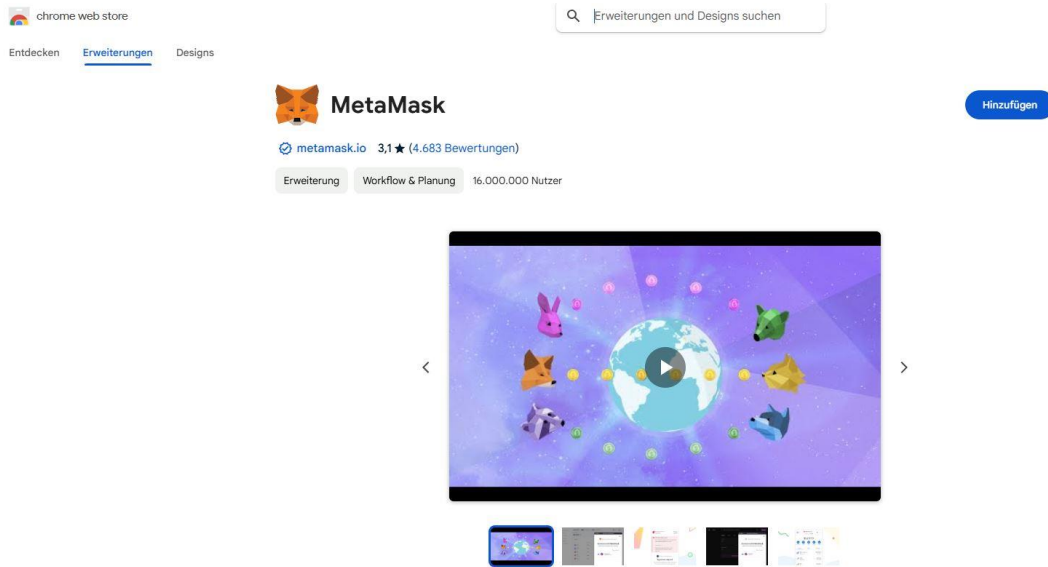 chrome web store
Erweiterungen und Designs suchen
Entdecken Erweiterungen Designs
MetaMask
Hinzufügen
metamask.io 3,1 ★ (4.683 Bewertungen)
Erweiterung Workflow & Planung 16.000.000 Nutzer